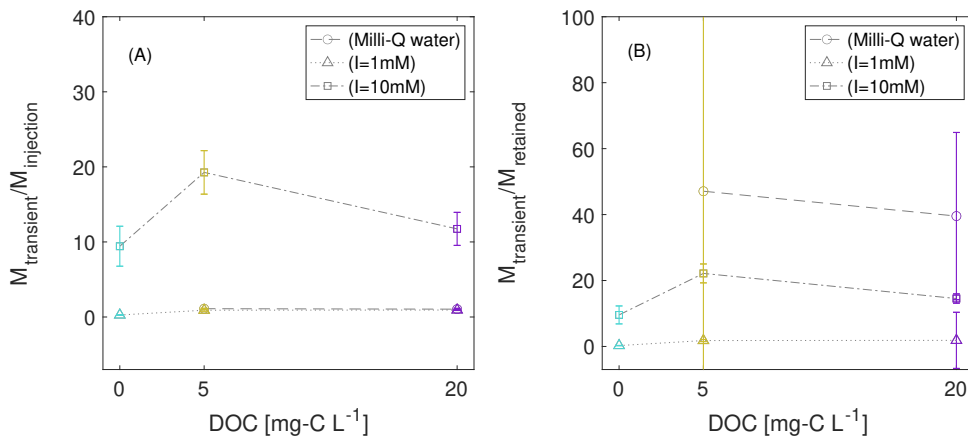 (A)
(Milli-Q water)
(I=1mM)
(I=10mM)
40
30
20
10
0
M_transient/M_injection
0 5 20
DOC [mg-C L^-1]
(B)
(Milli-Q water)
(I=1mM)
(I=10mM)
100
80
60
40
20
0
M_transient/M_retained
0 5 20
DOC [mg-C L^-1]